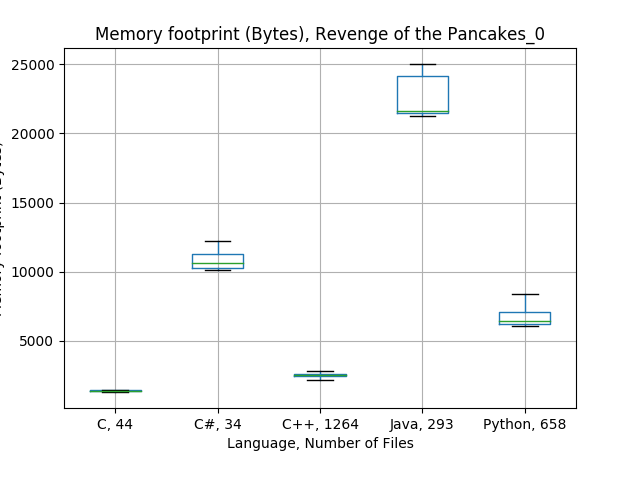 Memory footprint (Bytes), Revenge of the Pancakes_0
25000
20000
15000
10000
5000
C, 44
C#, 34
C++, 1264
Java, 293
Python, 658
Language, Number of Files